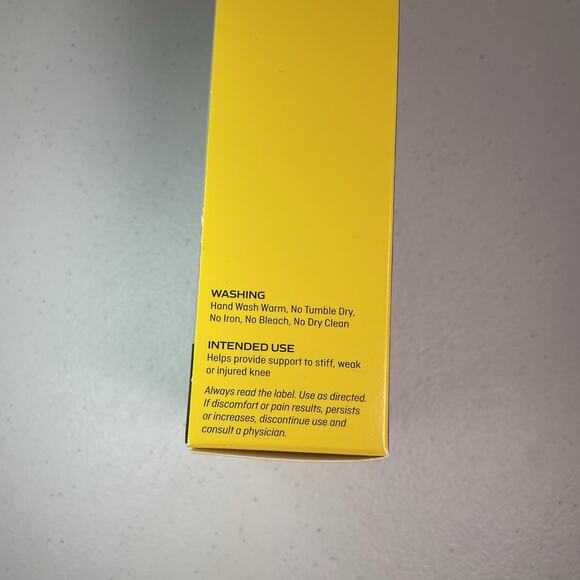 WASHING
Hand Wash Warm, No Tumble Dry,
No Iron, No Bleach, No Dry Clean
INTENDED USE
Helps provide support to stiff, weak
or injured knee
Always read the label. Use as directed.
If discomfort or pain results, persists
or increases, discontinue use and
consult a physician.